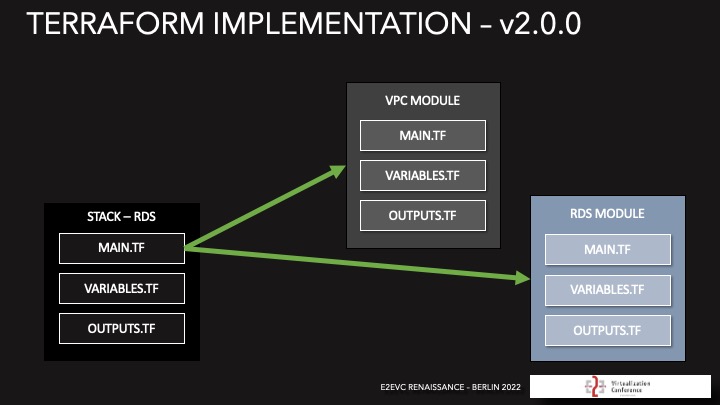 TERRAFORM IMPLEMENTATION – v2.0.0
VPC MODULE
MAIN.TF
VARIABLES.TF
OUTPUTS.TF
STACK – RDS
MAIN.TF
VARIABLES.TF
OUTPUTS.TF
RDS MODULE
MAIN.TF
VARIABLES.TF
OUTPUTS.TF
E2EVC RENAISSANCE - BERLIN 2022
E2E
Virtualization
Conference